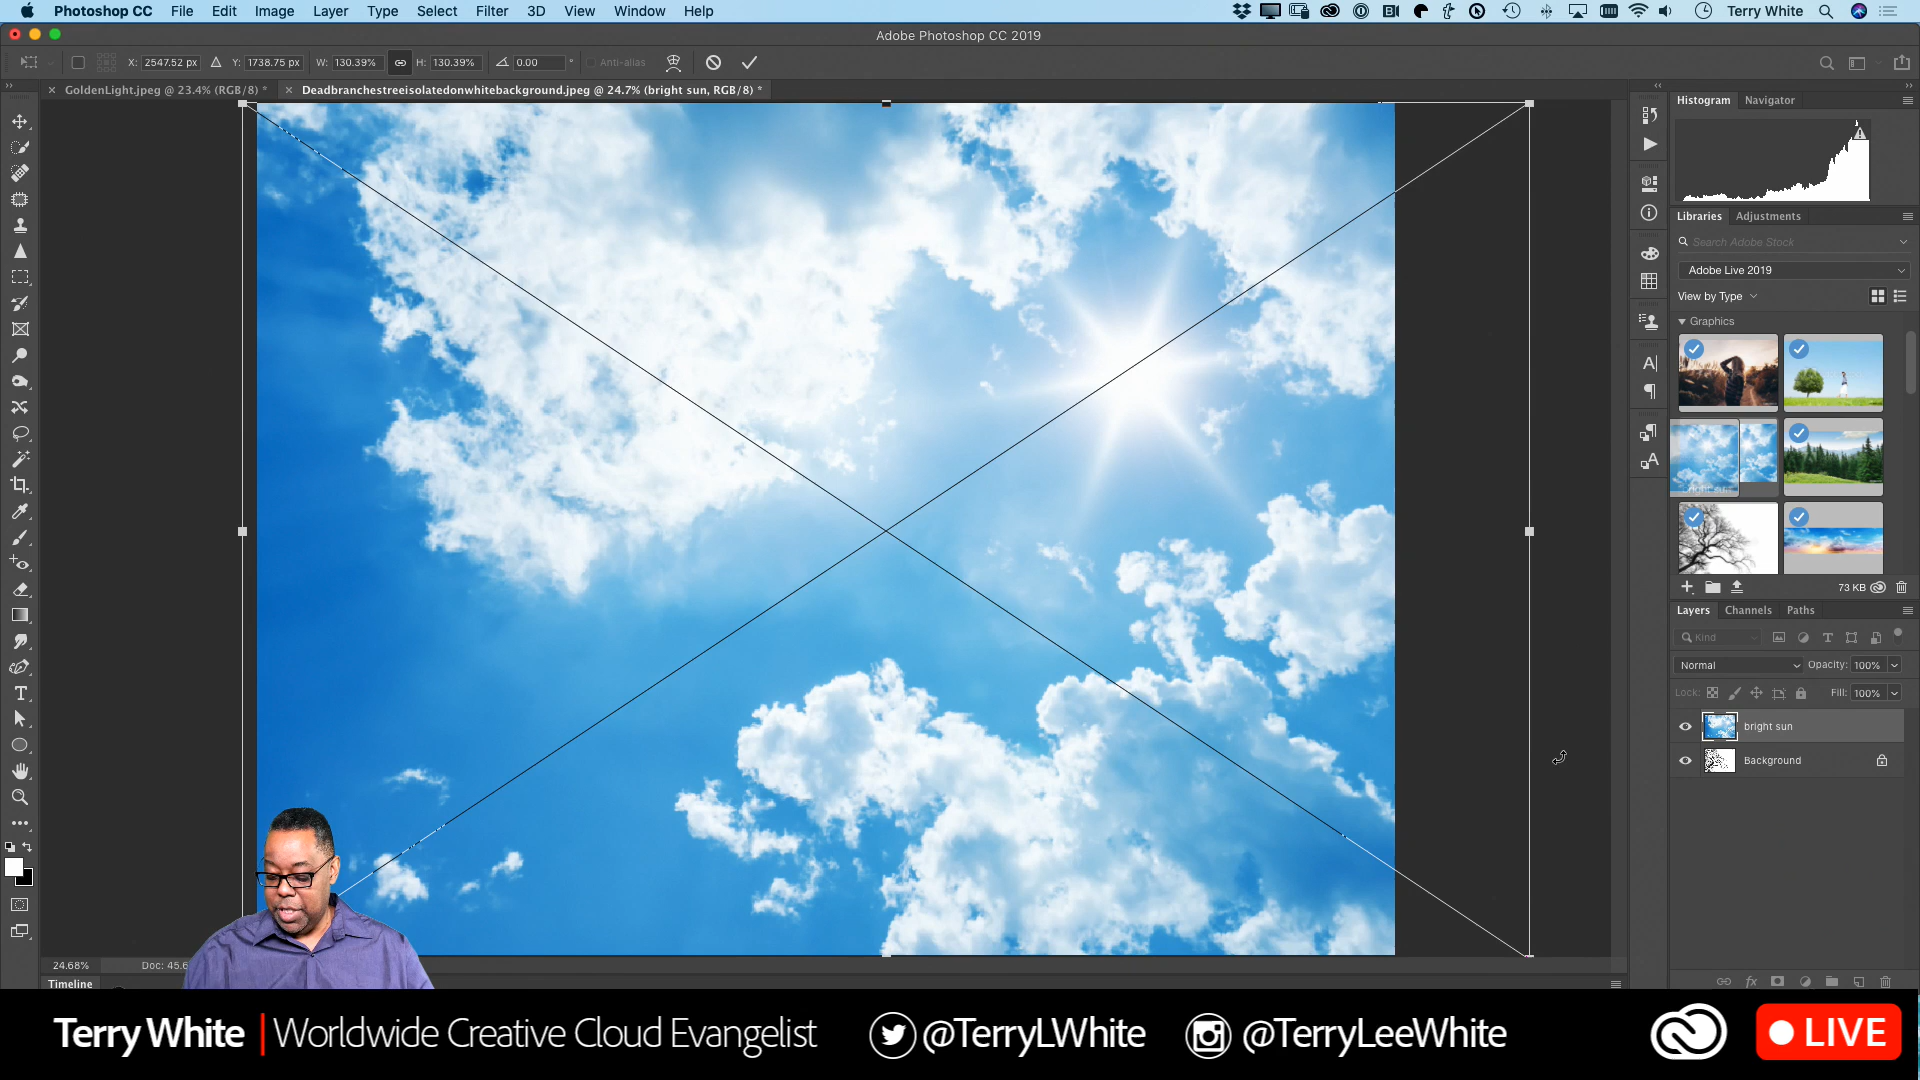 Photoshop CC File Edit Image Layer Type Select Filter 3D View Window Help Terry White
Adobe Photoshop CC 2019
X: 2547.52 px Y: 1738.75 px W: 130.39% H: 130.39% 0.00 ° Anti-alias
GoldenLight.jpeg @ 23.4% (RGB/8) * Deadbranchestreeisolatedonwhitebackground.jpeg @ 24.7% (bright sun, RGB/8) *
Histogram Navigator
Libraries Adjustments
Search Adobe Stock
Adobe Live 2019
View by Type
Graphics
73 KB
Layers Channels Paths
Kind
Normal Opacity: 100%
Lock: Fill: 100%
bright sun
Background
24.68% Doc: 45.6
Timeline
Terry White | Worldwide Creative Cloud Evangelist @TerryLWhite @TerryLeeWhite LIVE